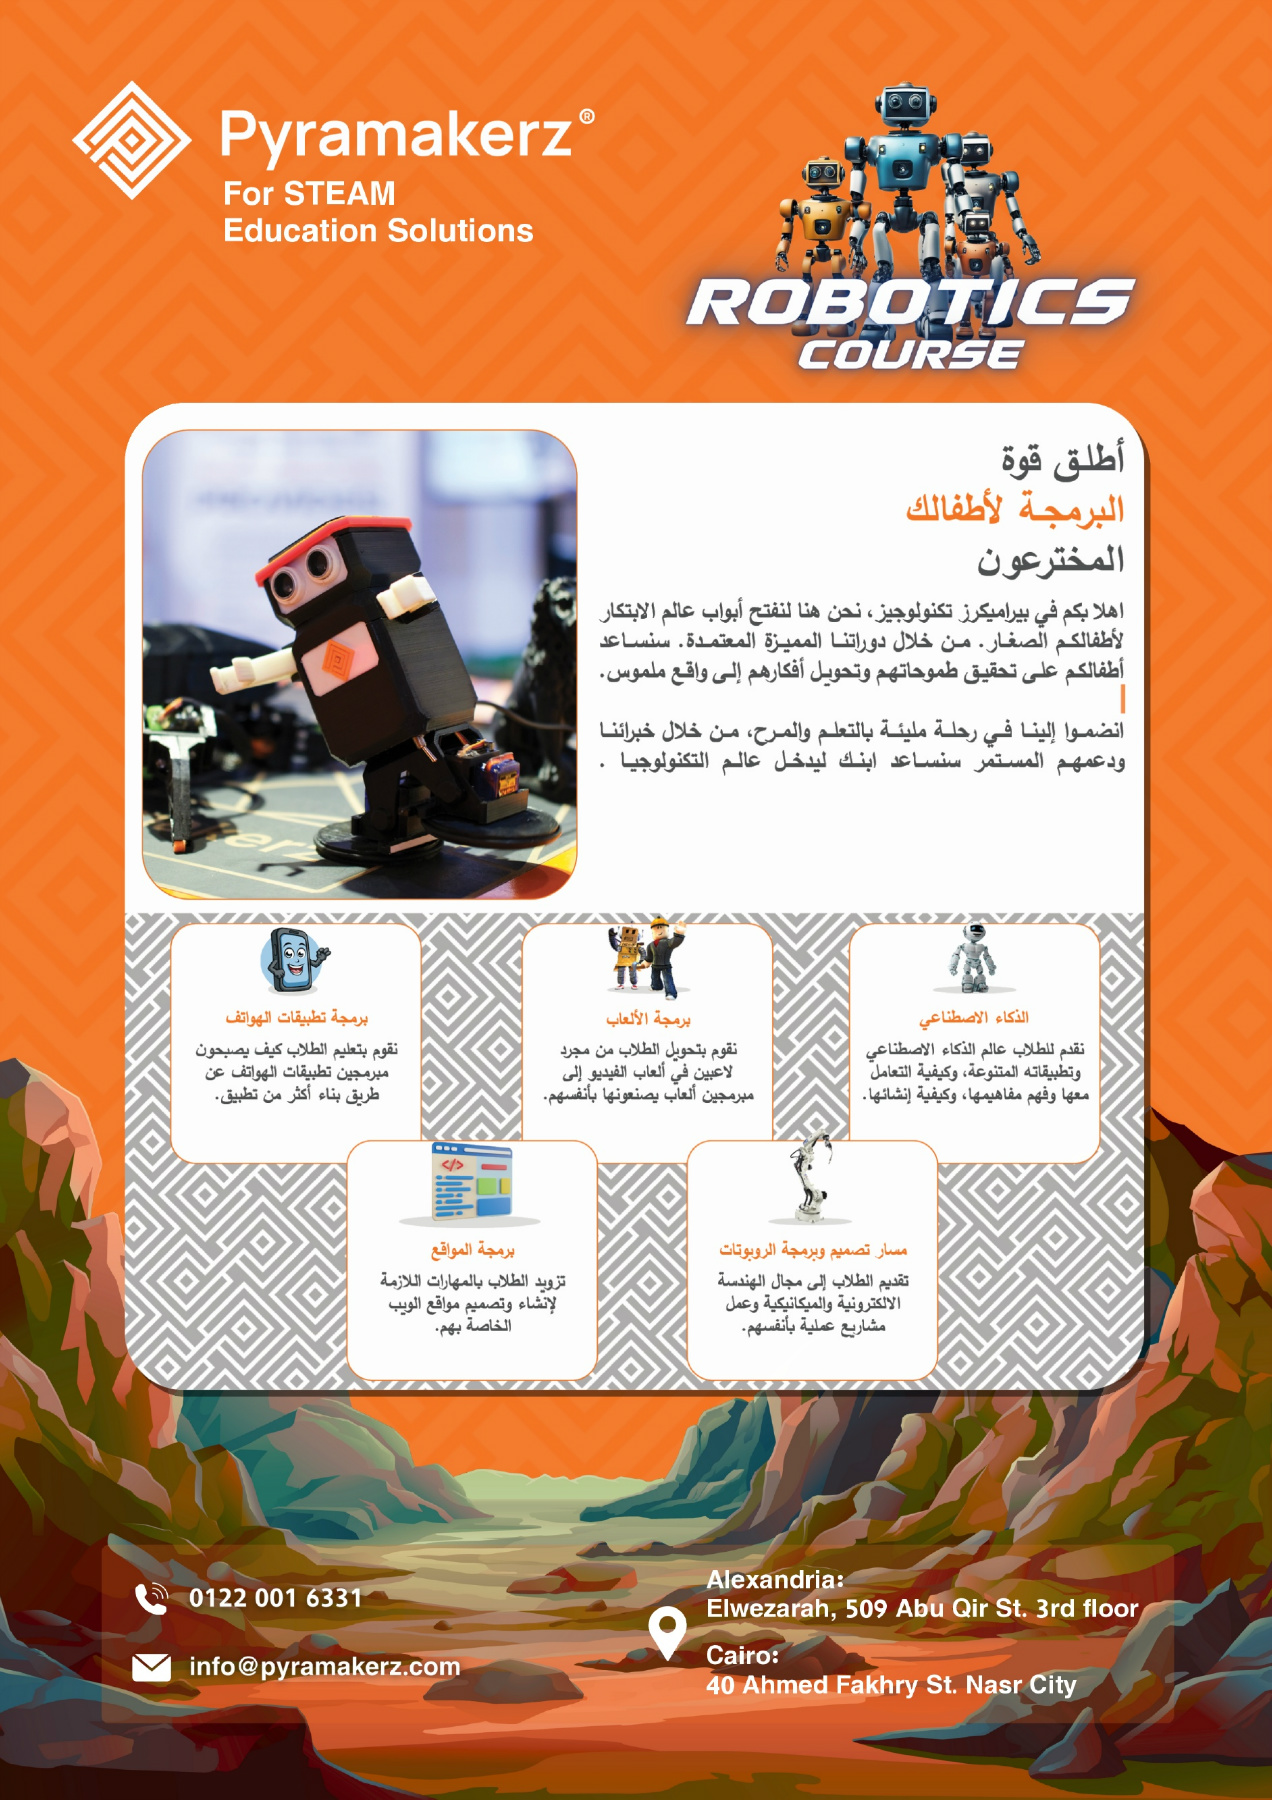 Pyramakerz®
For STEAM
Education Solutions
ROBOTICS
COURSE
أطلق قوة
البرمجة لأطفالك
المخترعون
اهلا بكم في بيراميكرز تكنولوجيز، نحن هنا لنفتح أبواب عالم الابتكار
لأطفالكم الصغار. من خلال دوراتنا المميزة المعتمدة. سنساعد
أطفالكم على تحقيق طموحاتهم وتحويل أفكارهم إلى واقع ملموس.
انضموا إلينا في رحلة مليئة بالتعلم والمرح، من خلال خبرائنا
ودعمهم المستمر سنساعد ابنك ليدخل عالم التكنولوجيا .
الذكاء الاصطناعي
نقدم للطلاب عالم الذكاء الاصطناعي
وتطبيقاته المتنوعة، وكيفية التعامل
معها وفهم مفاهيمها، وكيفية إنشائها.
برمجة الألعاب
نقوم بتحويل الطلاب من مجرد
لاعبين في ألعاب الفيديو إلى
مبرمجين ألعاب يصنعونها بأنفسهم.
برمجة تطبيقات الهواتف
نقوم بتعليم الطلاب كيف يصبحون
مبرمجين تطبيقات الهواتف عن
طريق بناء أكثر من تطبيق.
مسار تصميم وبرمجة الروبوتات
تقديم الطلاب إلى مجال الهندسة
الالكترونية والميكانيكية وعمل
مشاريع عملية بأنفسهم.
برمجة المواقع
تزويد الطلاب بالمهارات اللازمة
لإنشاء وتصميم مواقع الويب
الخاصة بهم.
0122 001 6331
info@pyramakerz.com
Alexandria:
Elwezarah, 509 Abu Qir St. 3rd floor
Cairo:
40 Ahmed Fakhry St. Nasr City